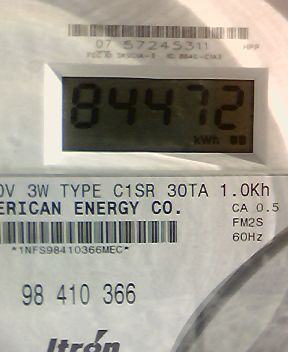 07 57245311
84472
kWh
0V 3W TYPE C1SR 30TA 1.0Kh
ERICAN ENERGY CO.
CA 0.5
FM2S
60Hz
*1NFS98410366MEC*
98 410 366
Itrón